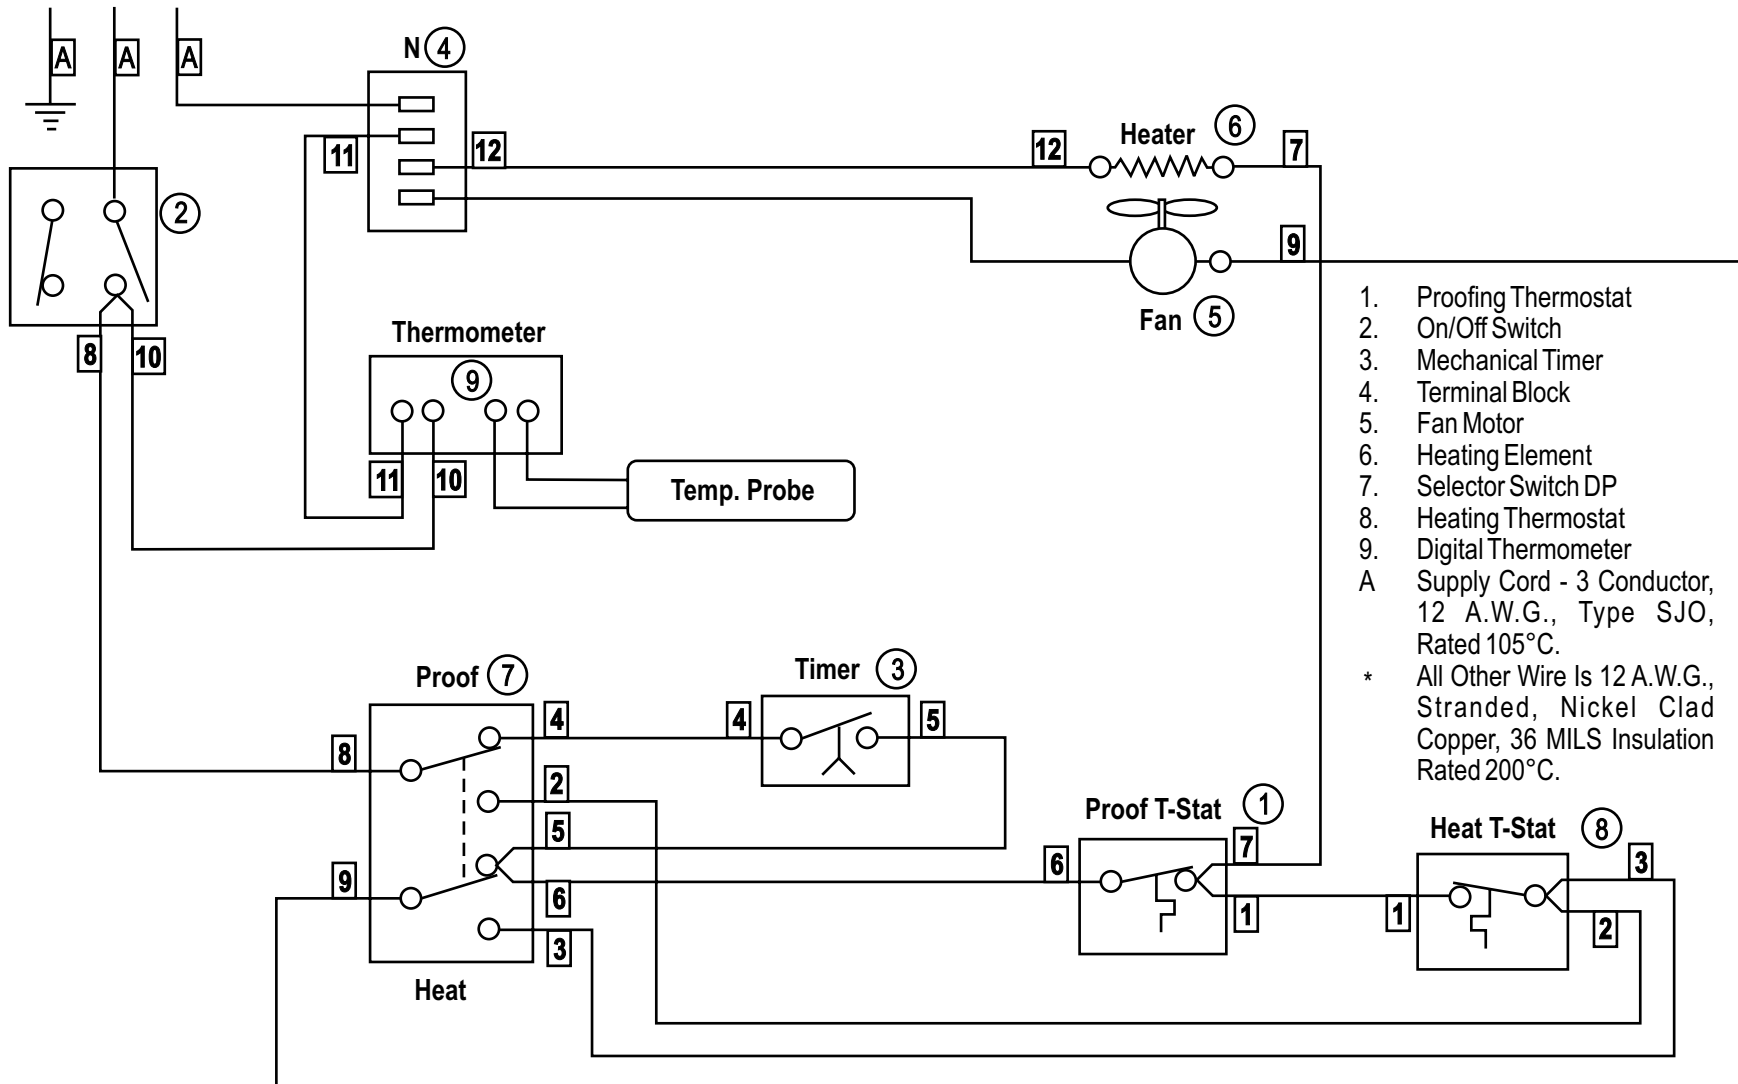 A A A
N 4
11 12
12 Heater 6 7
2
9
Fan 5
8 10
Thermometer
9
11 10
Temp. Probe
1. Proofing Thermostat
2. On/Off Switch
3. Mechanical Timer
4. Terminal Block
5. Fan Motor
6. Heating Element
7. Selector Switch DP
8. Heating Thermostat
9. Digital Thermometer
A Supply Cord - 3 Conductor,
12 A.W.G., Type SJO,
Rated 105°C.
* All Other Wire Is 12 A.W.G.,
Stranded, Nickel Clad
Copper, 36 MILS Insulation
Rated 200°C.
Proof 7
Timer 3
4 4 5
8
2
5
9
6
3
Heat
Proof T-Stat 1
6 7
1
Heat T-Stat 8
1 3
2